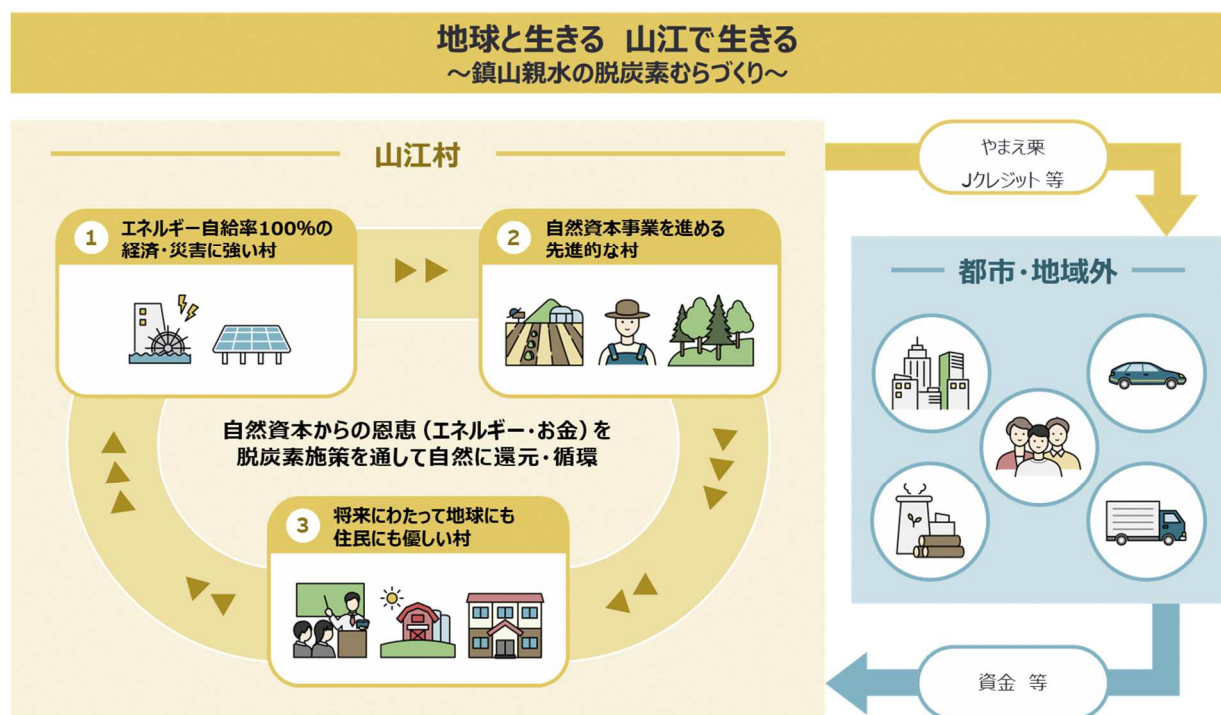 地球と生きる 山江で生きる
～鎮山親水の脱炭素むらづくり～
山江村
やまえ栗
Jクレジット 等
1
エネルギー自給率100%の
経済・災害に強い村
2
自然資本事業を進める
先進的な村
都市・地域外
自然資本からの恩恵（エネルギー・お金）を
脱炭素施策を通して自然に還元・循環
3
将来にわたって地球にも
住民にも優しい村
資金 等